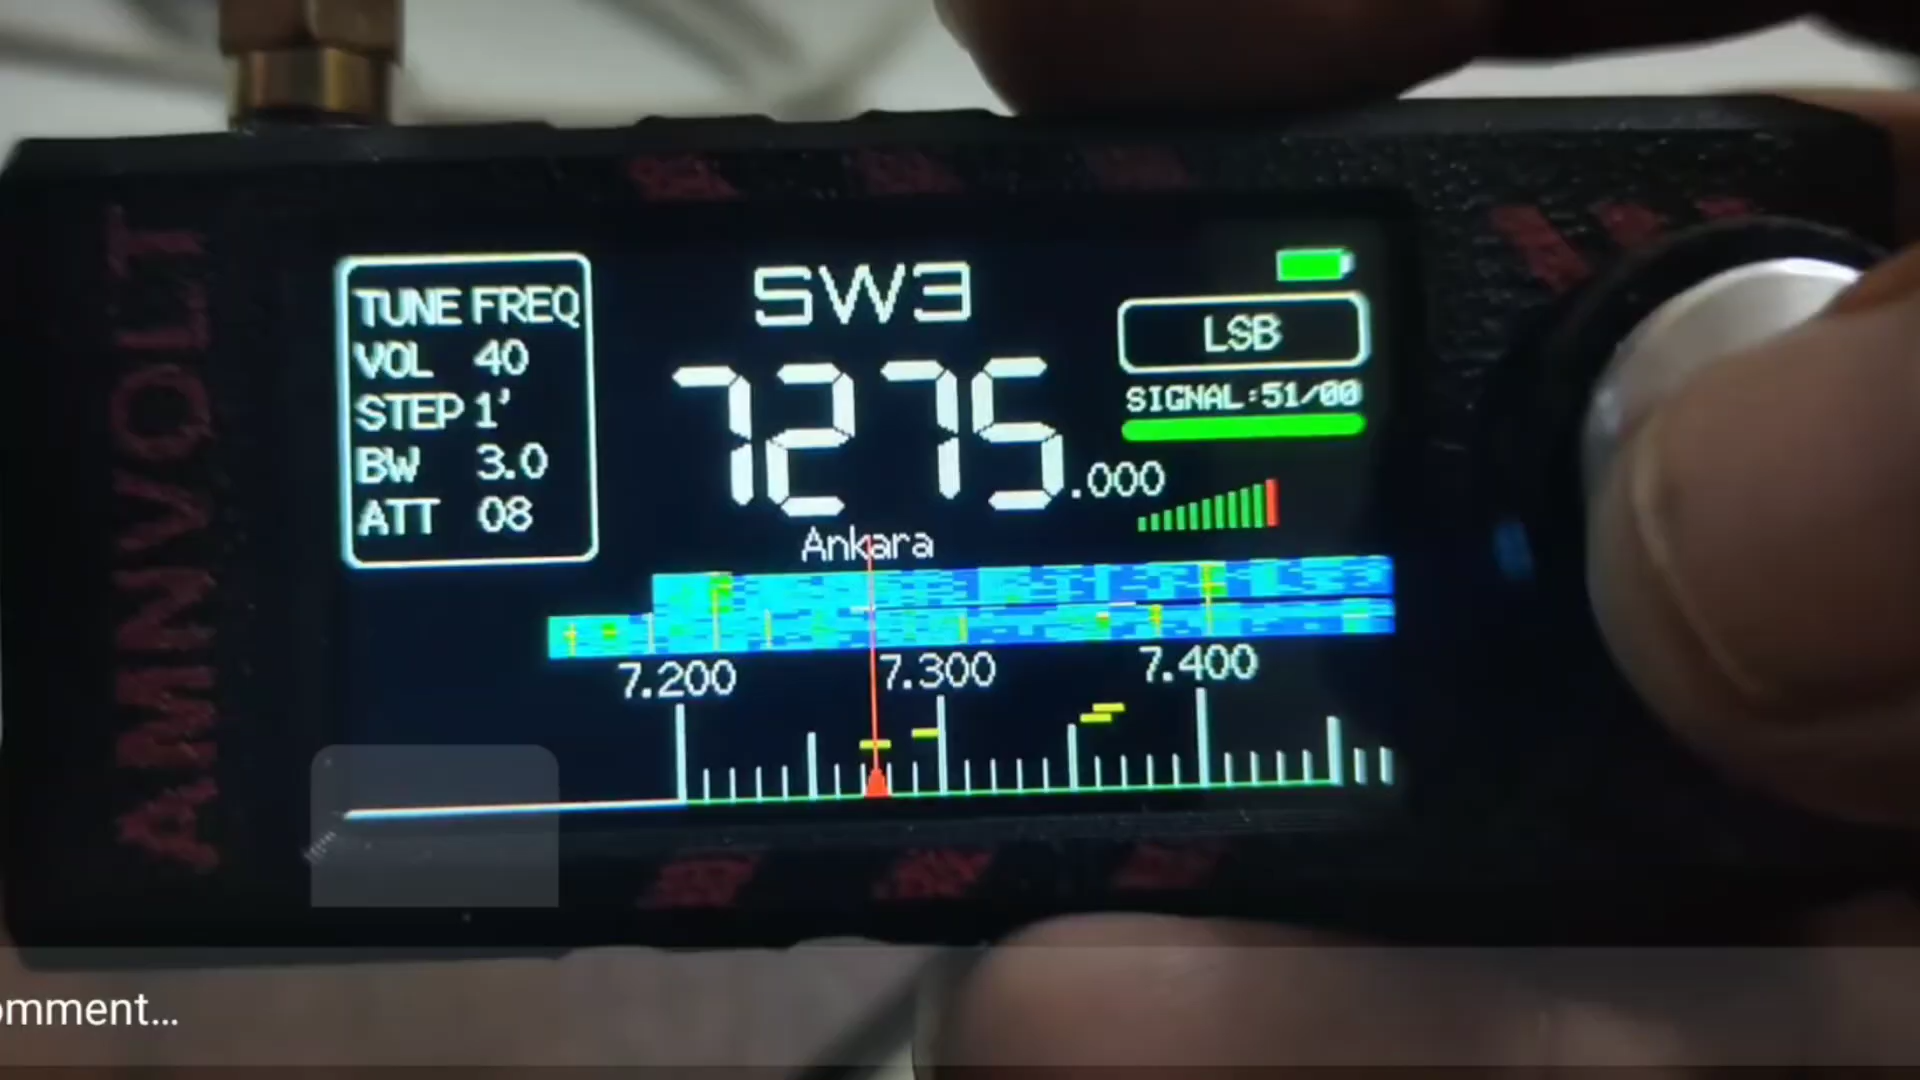 AMNVOLT
TUNE FREQ
VOL 40
STEP 1'
BW 3.0
ATT 08
SW3
7275.000
Ankara
LSB
SIGNAL:51/00
7.200 7.300 7.400
omment...